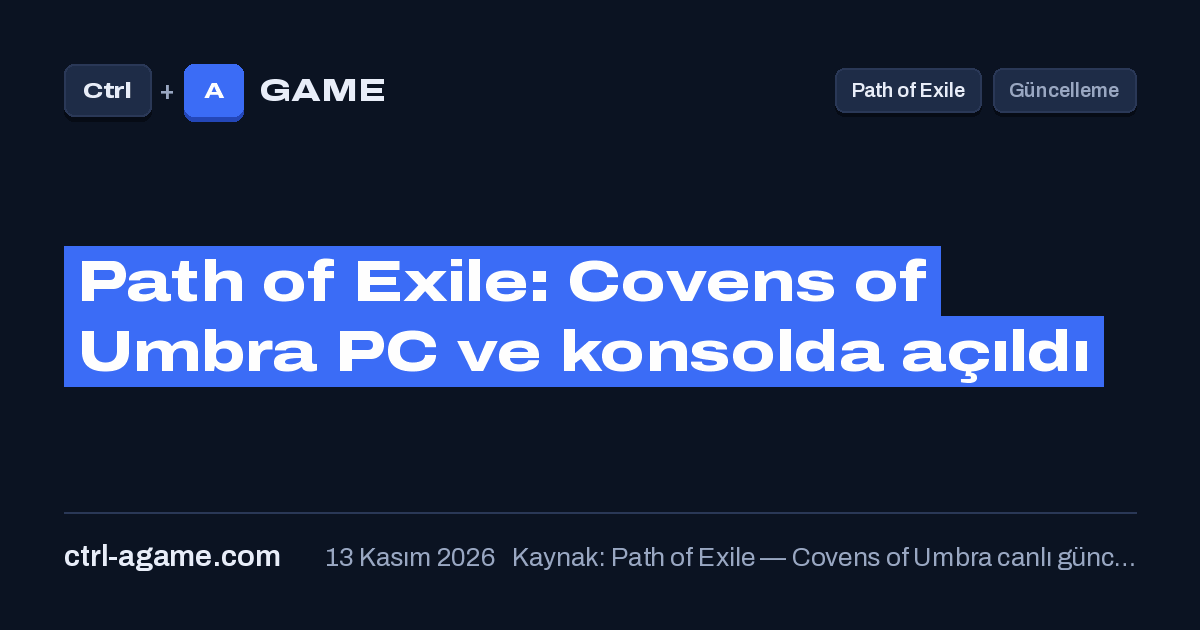 Ctrl + A GAME
Path of Exile Güncelleme
Path of Exile: Covens of
Umbra PC ve konsolda açıldı
ctrl-agame.com 13 Kasım 2026 Kaynak: Path of Exile — Covens of Umbra canlı günc...